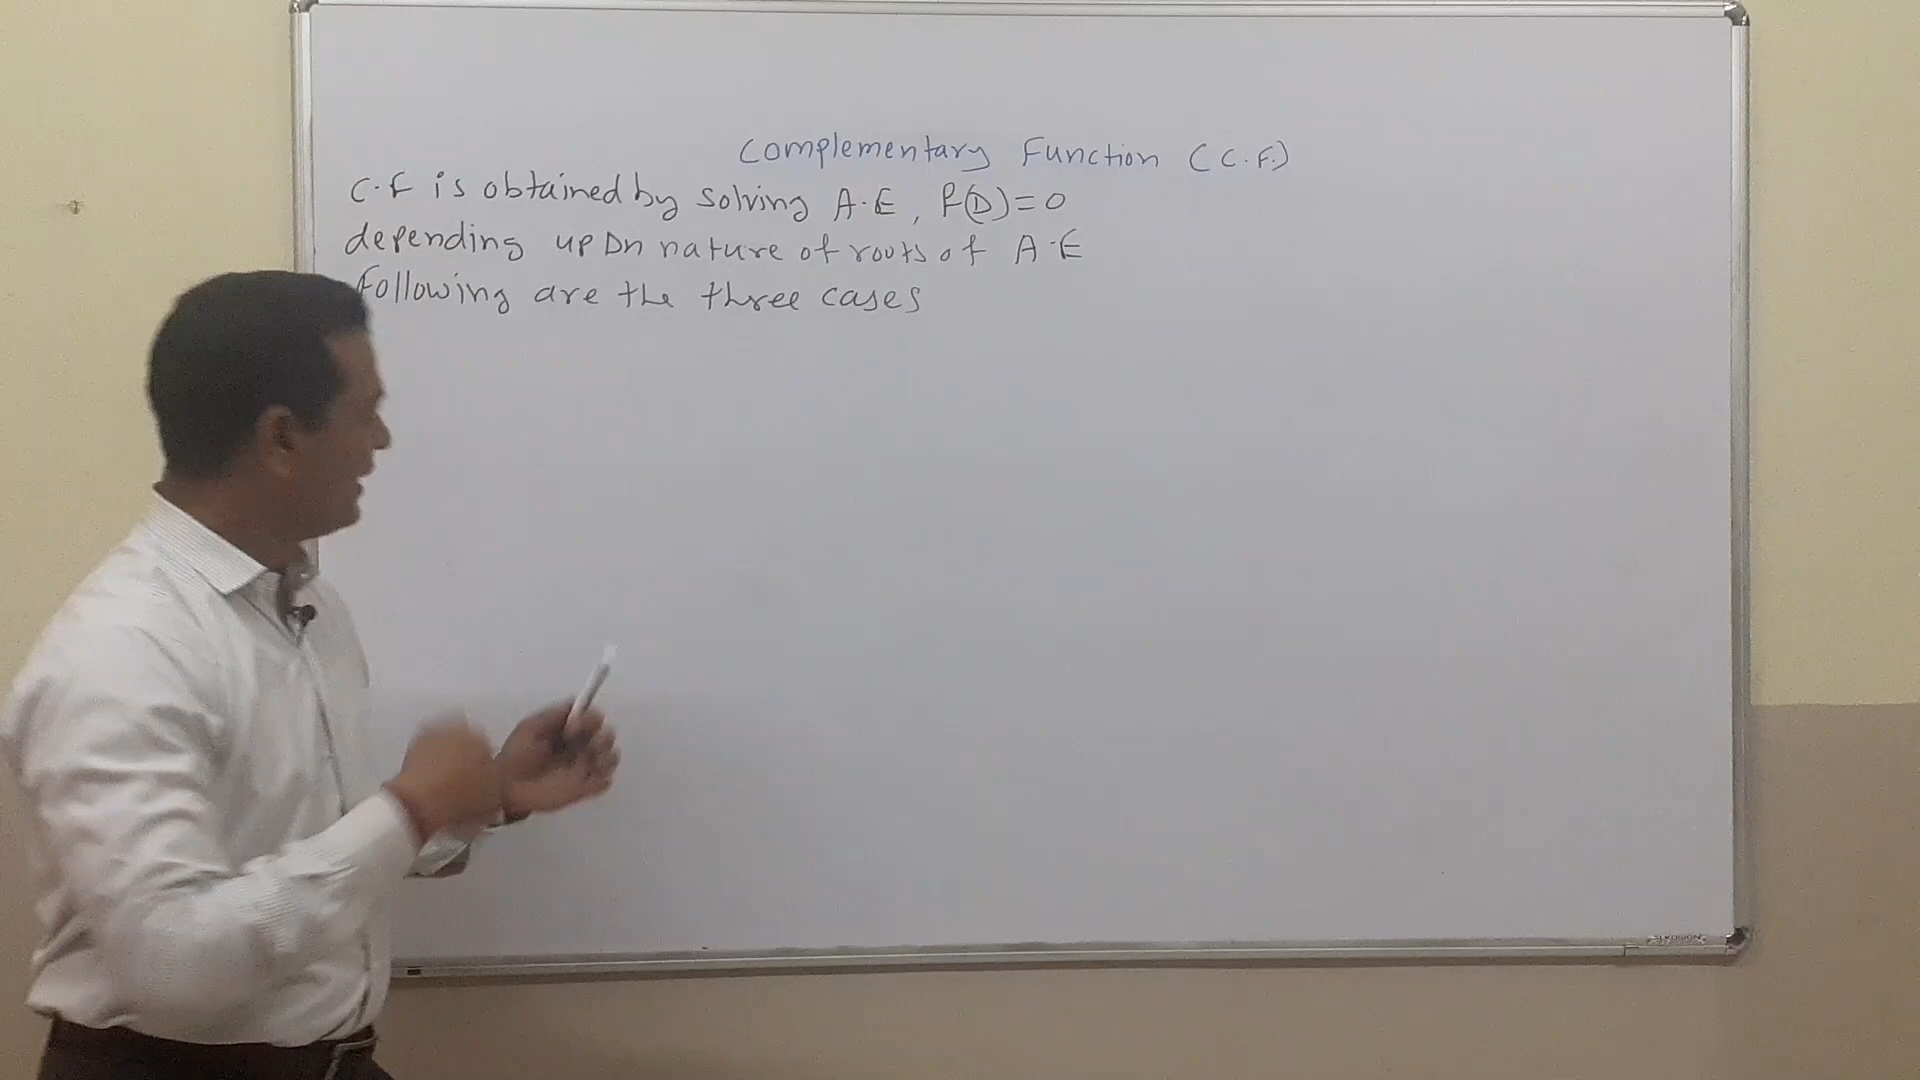 Complementary Function (C.F.)
C.F is obtained by solving A.E, f(D)=0
depending upon nature of roots of A.E
Following are the three cases